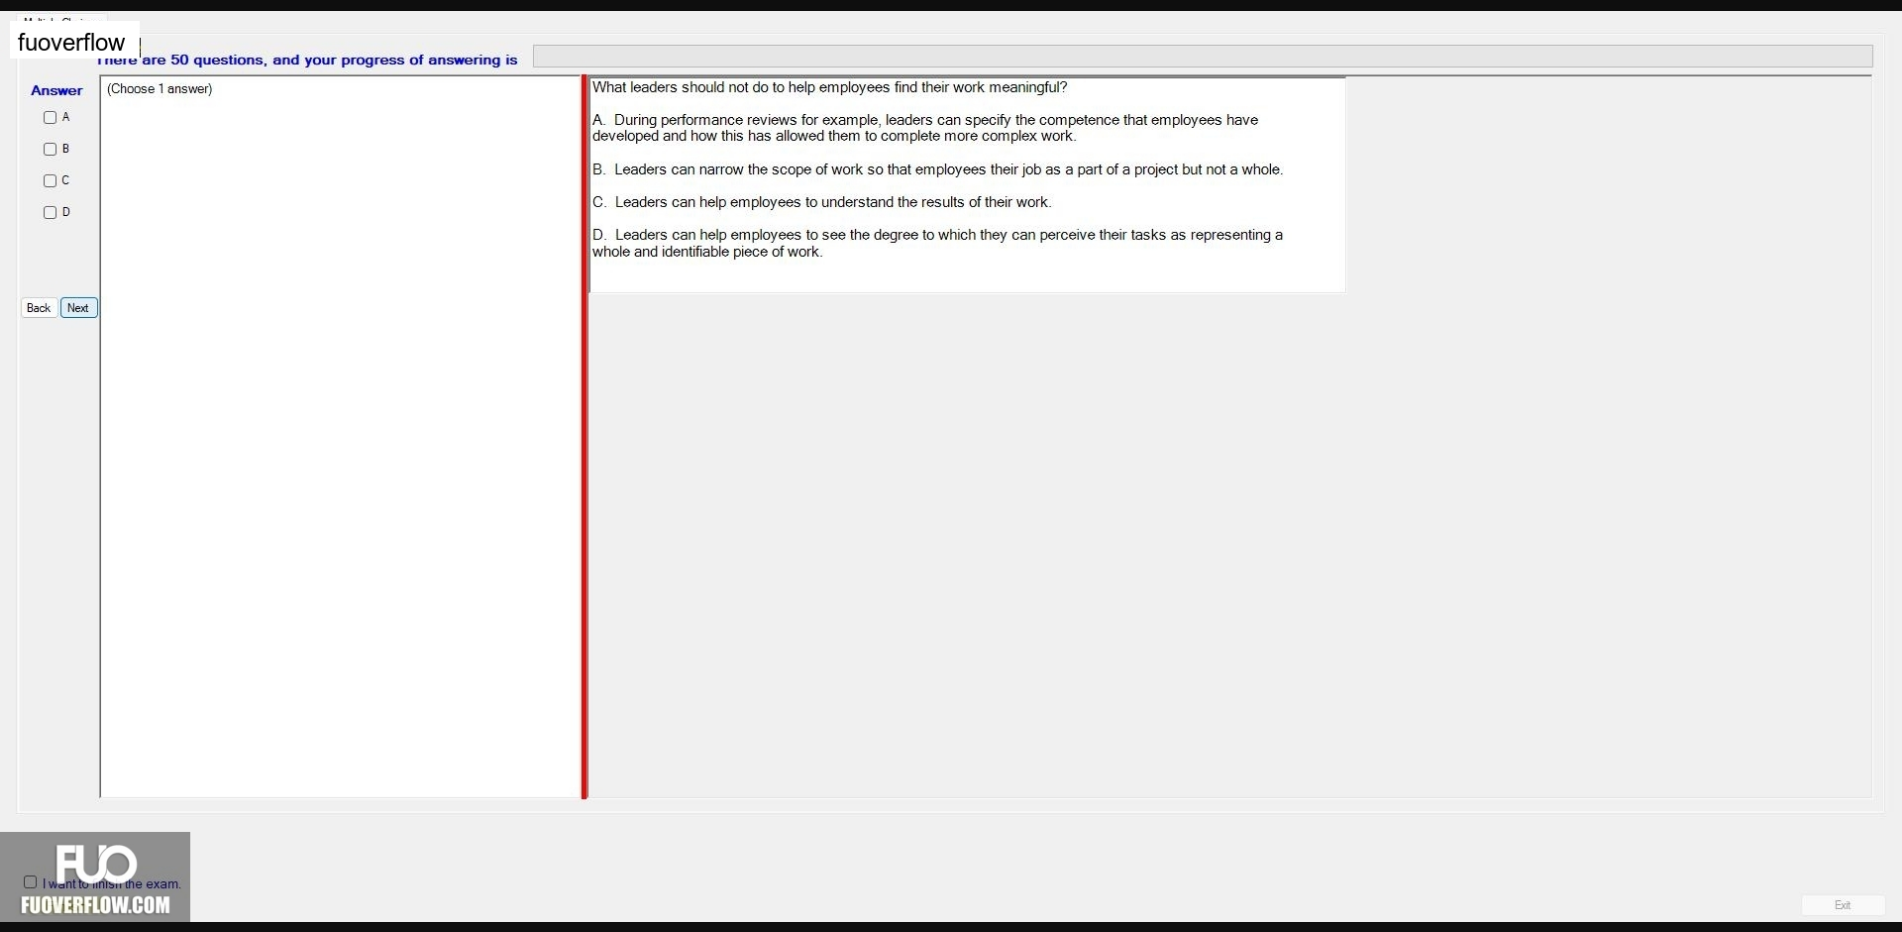 fuoverflow
There are 50 questions, and your progress of answering is
Answer
(Choose 1 answer)
A
B
C
D
Back Next
What leaders should not do to help employees find their work meaningful?
A. During performance reviews for example, leaders can specify the competence that employees have
developed and how this has allowed them to complete more complex work.
B. Leaders can narrow the scope of work so that employees their job as a part of a project but not a whole.
C. Leaders can help employees to understand the results of their work.
D. Leaders can help employees to see the degree to which they can perceive their tasks as representing a
whole and identifiable piece of work.
FUO
I want to finish the exam.
FUOVERFLOW.COM
Exit